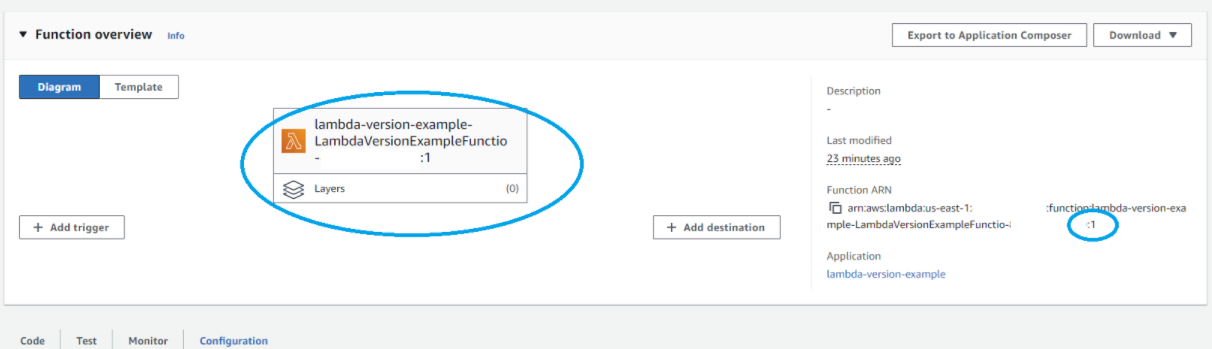 Function overview Info
Export to Application Composer
Download
Diagram
Template
lambda-version-example-
LambdaVersionExampleFunctio
- :1
Layers (0)
+ Add trigger
+ Add destination
Description
-
Last modified
23 minutes ago
Function ARN
arn:aws:lambda:us-east-1: :function:lambda-version-exa
mple-LambdaVersionExampleFunctio- :1
Application
lambda-version-example
Code Test Monitor Configuration